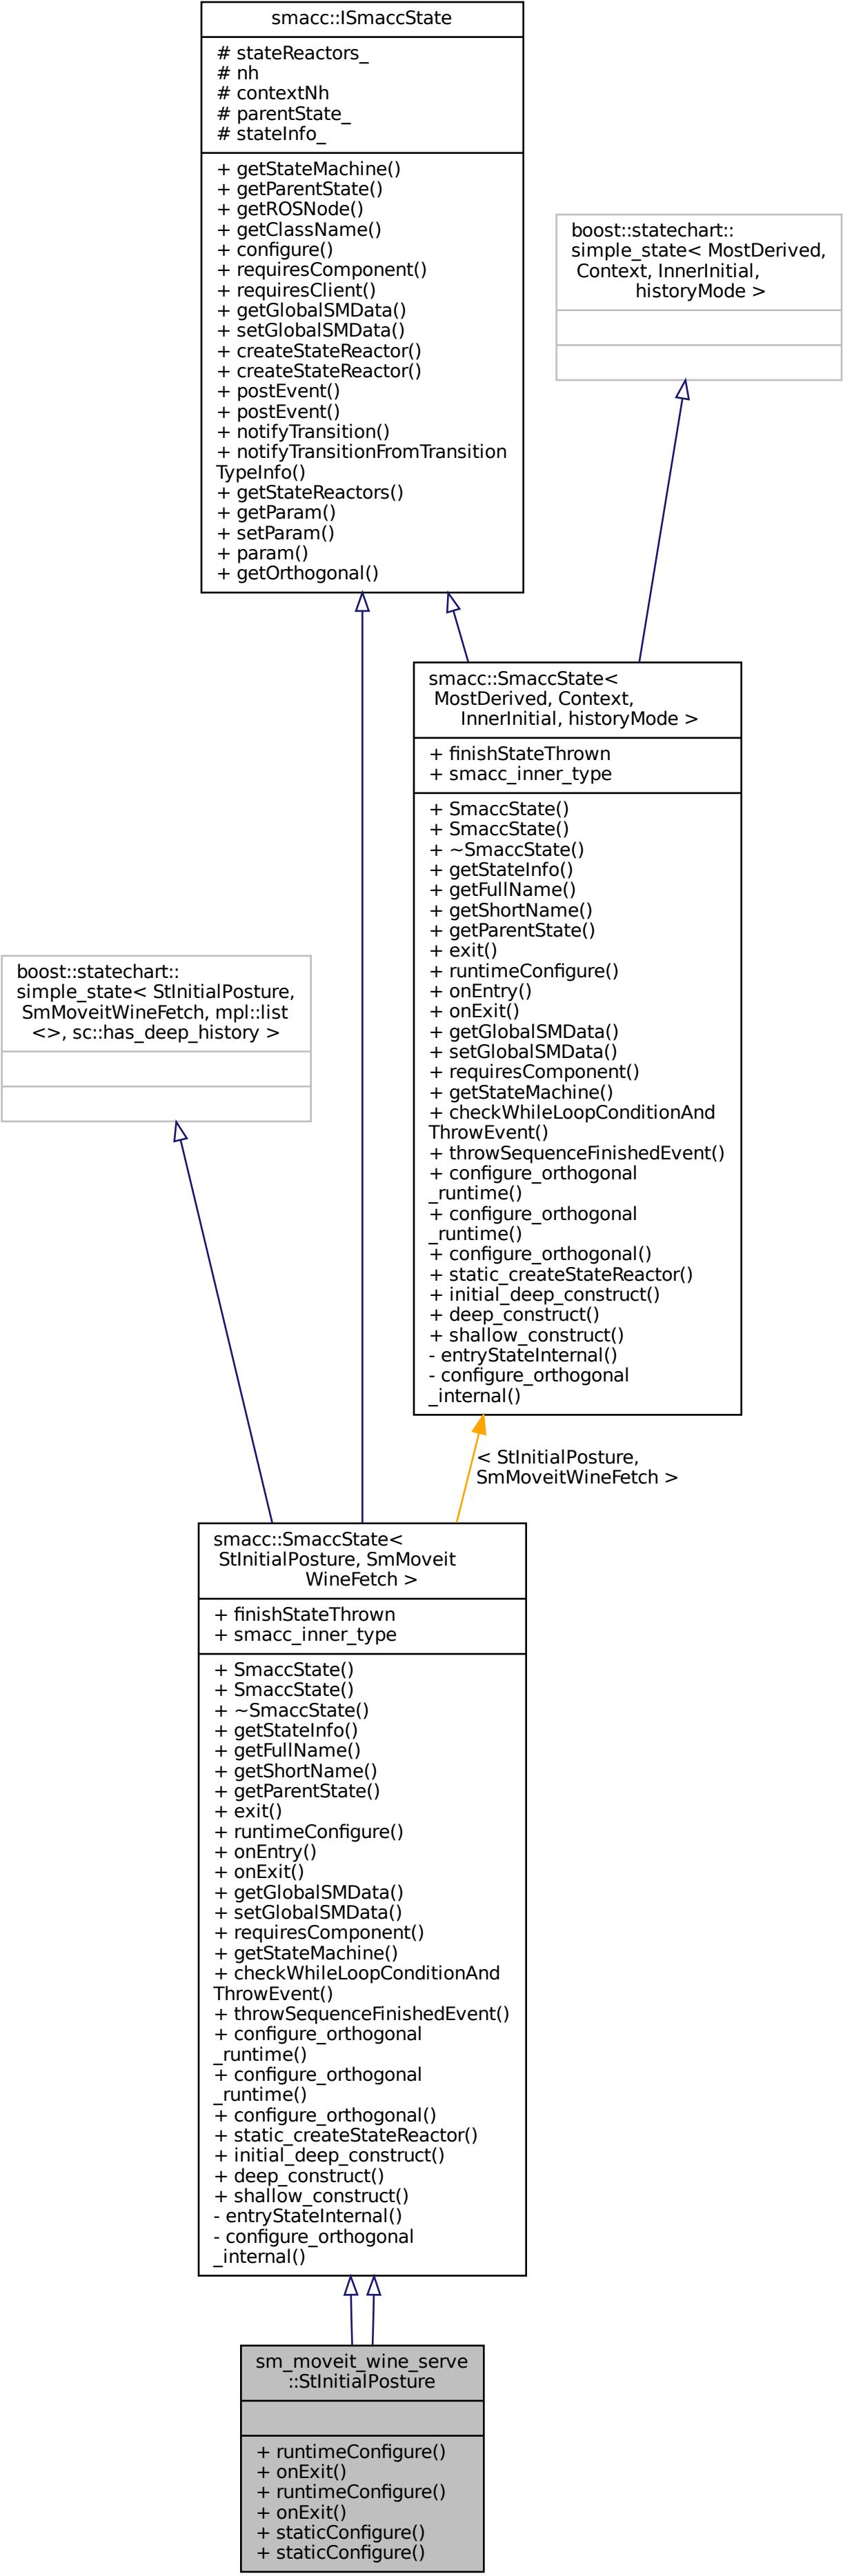 smacc::ISmaccState
# stateReactors_
# nh
# contextNh
# parentState_
# stateInfo_
+ getStateMachine()
+ getParentState()
+ getROSNode()
+ getClassName()
+ configure()
+ requiresComponent()
+ requiresClient()
+ getGlobalSMData()
+ setGlobalSMData()
+ createStateReactor()
+ createStateReactor()
+ postEvent()
+ postEvent()
+ notifyTransition()
+ notifyTransitionFromTransition
TypeInfo()
+ getStateReactors()
+ getParam()
+ setParam()
+ param()
+ getOrthogonal()
boost::statechart::
simple_state< MostDerived,
Context, InnerInitial,
historyMode >
smacc::SmaccState<
MostDerived, Context,
InnerInitial, historyMode >
+ finishStateThrown
+ smacc_inner_type
+ SmaccState()
+ SmaccState()
+ ~SmaccState()
+ getStateInfo()
+ getFullName()
+ getShortName()
+ getParentState()
+ exit()
+ runtimeConfigure()
+ onEntry()
+ onExit()
+ getGlobalSMData()
+ setGlobalSMData()
+ requiresComponent()
+ getStateMachine()
+ checkWhileLoopConditionAnd
ThrowEvent()
+ throwSequenceFinishedEvent()
+ configure_orthogonal
_runtime()
+ configure_orthogonal
_runtime()
+ configure_orthogonal()
+ static_createStateReactor()
+ initial_deep_construct()
+ deep_construct()
+ shallow_construct()
- entryStateInternal()
- configure_orthogonal
_internal()
boost::statechart::
simple_state< StInitialPosture,
SmMoveitWineFetch, mpl::list
<>, sc::has_deep_history >
< StInitialPosture,
SmMoveitWineFetch >
smacc::SmaccState<
StInitialPosture, SmMoveit
WineFetch >
+ finishStateThrown
+ smacc_inner_type
+ SmaccState()
+ SmaccState()
+ ~SmaccState()
+ getStateInfo()
+ getFullName()
+ getShortName()
+ getParentState()
+ exit()
+ runtimeConfigure()
+ onEntry()
+ onExit()
+ getGlobalSMData()
+ setGlobalSMData()
+ requiresComponent()
+ getStateMachine()
+ checkWhileLoopConditionAnd
ThrowEvent()
+ throwSequenceFinishedEvent()
+ configure_orthogonal
_runtime()
+ configure_orthogonal
_runtime()
+ configure_orthogonal()
+ static_createStateReactor()
+ initial_deep_construct()
+ deep_construct()
+ shallow_construct()
- entryStateInternal()
- configure_orthogonal
_internal()
sm_moveit_wine_serve
::StInitialPosture
+ runtimeConfigure()
+ onExit()
+ runtimeConfigure()
+ onExit()
+ staticConfigure()
+ staticConfigure()